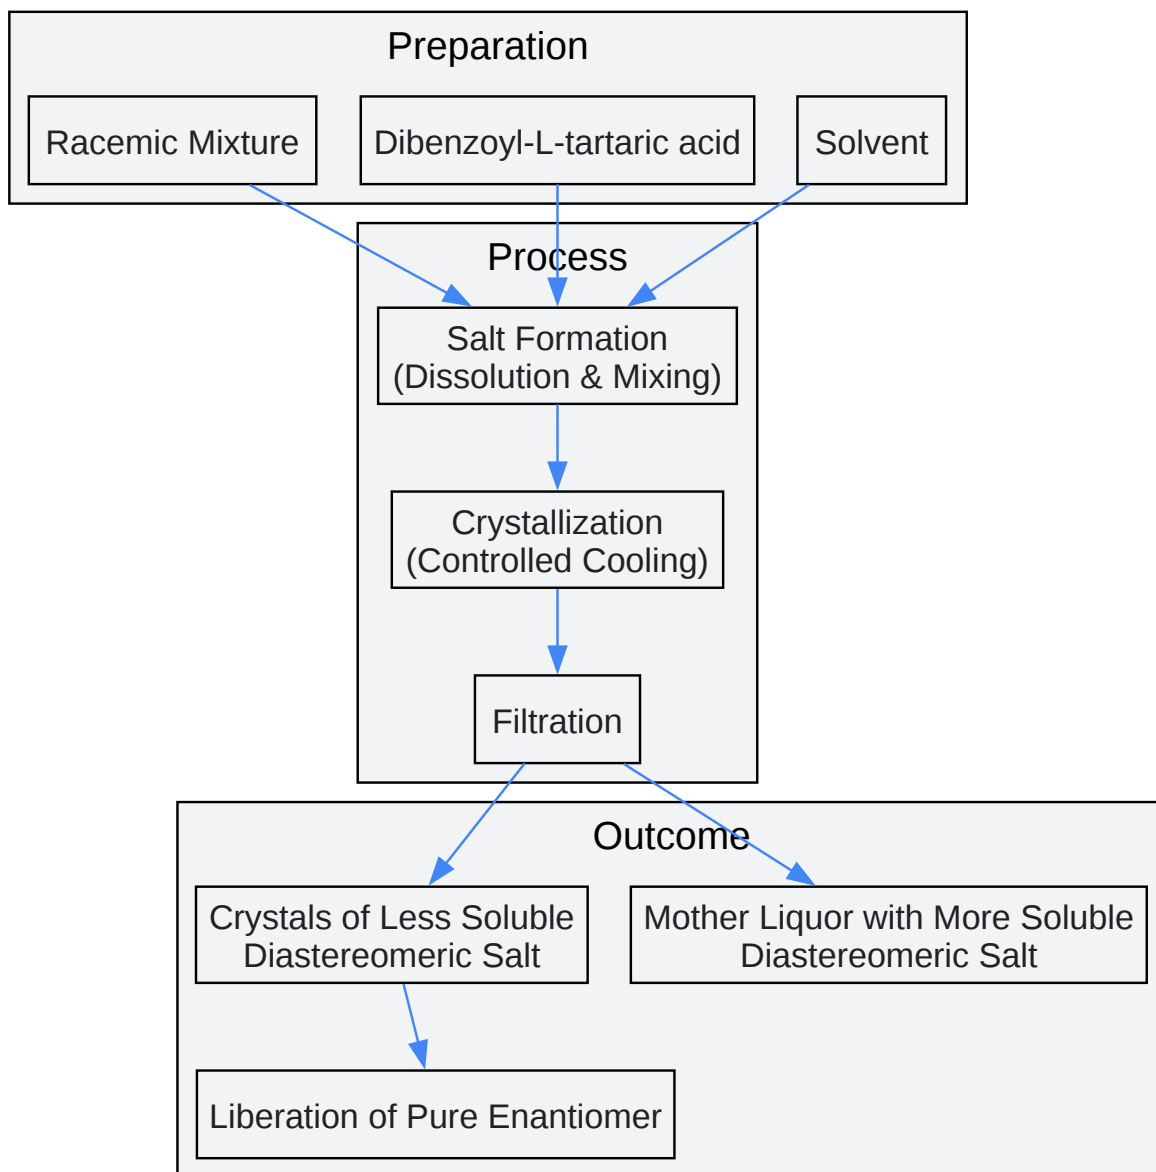 Preparation
Racemic Mixture
Dibenzoyl-L-tartaric acid
Solvent
Process
Salt Formation
(Dissolution & Mixing)
Crystallization
(Controlled Cooling)
Filtration
Outcome
Crystals of Less Soluble
Diastereomeric Salt
Mother Liquor with More Soluble
Diastereomeric Salt
Liberation of Pure Enantiomer